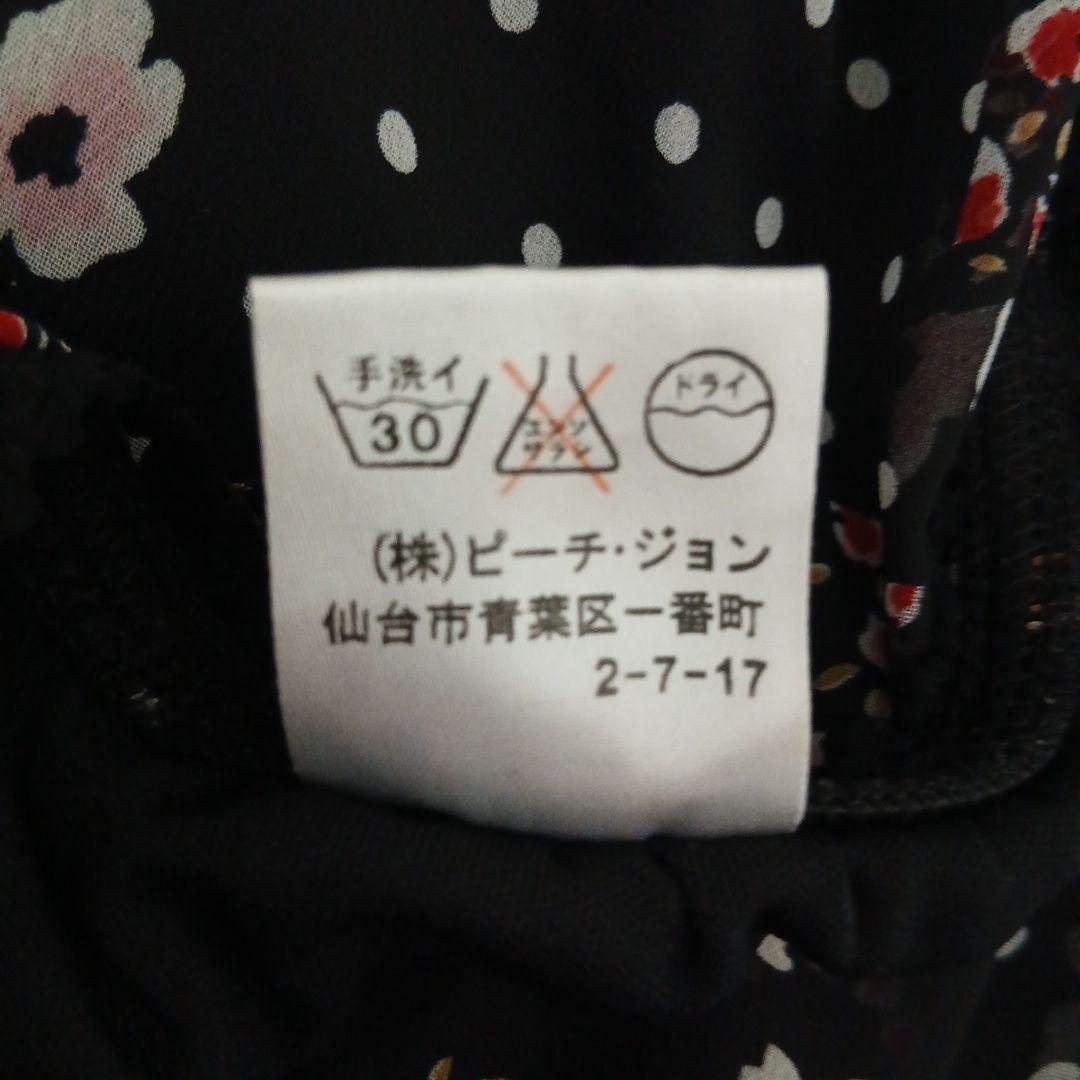 手洗イ
30
エンソ
サラシ
ドライ
(株)ピーチ・ジョン
仙台市青葉区一番町
2-7-17